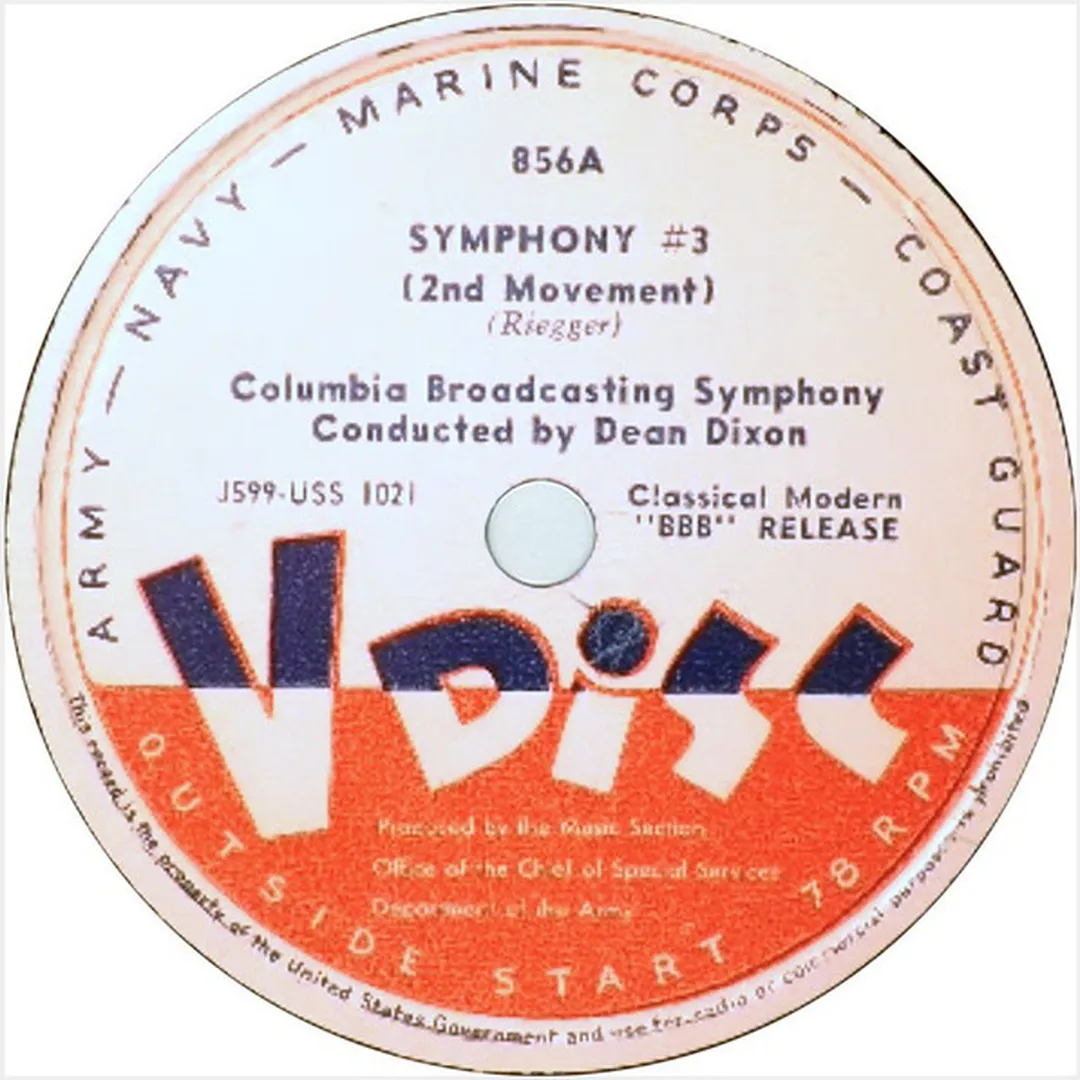 ARMY — NAVY — MARINE CORPS — COAST GUARD
856A
SYMPHONY #3
(2nd Movement)
(Riegger)
Columbia Broadcasting Symphony
Conducted by Dean Dixon
J599-USS 1021
Classical Modern
"BBB" RELEASE
V DiSC
Produced by the Music Section
Office of the Chief of Special Services
Department of the Army
OUTSIDE START 78 RPM
This record is the property of the United States Government and use for radio or commercial purposes is prohibited